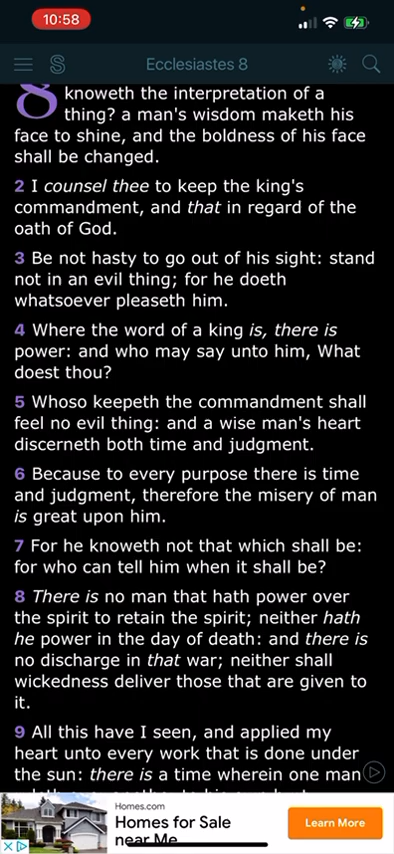 10:58
Ecclesiastes 8
8 knoweth the interpretation of a
thing? a man's wisdom maketh his
face to shine, and the boldness of his face
shall be changed.
2 I counsel thee to keep the king's
commandment, and that in regard of the
oath of God.
3 Be not hasty to go out of his sight: stand
not in an evil thing; for he doeth
whatsoever pleaseth him.
4 Where the word of a king is, there is
power: and who may say unto him, What
doest thou?
5 Whoso keepeth the commandment shall
feel no evil thing: and a wise man's heart
discerneth both time and judgment.
6 Because to every purpose there is time
and judgment, therefore the misery of man
is great upon him.
7 For he knoweth not that which shall be:
for who can tell him when it shall be?
8 There is no man that hath power over
the spirit to retain the spirit; neither hath
he power in the day of death: and there is
no discharge in that war; neither shall
wickedness deliver those that are given to
it.
9 All this have I seen, and applied my
heart unto every work that is done under
the sun: there is a time wherein one man
Homes.com
Homes for Sale
near Me
Learn More